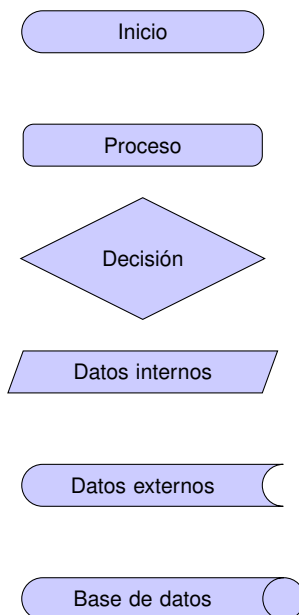 Inicio
Proceso
Decisión
Datos internos
Datos externos
Base de datos